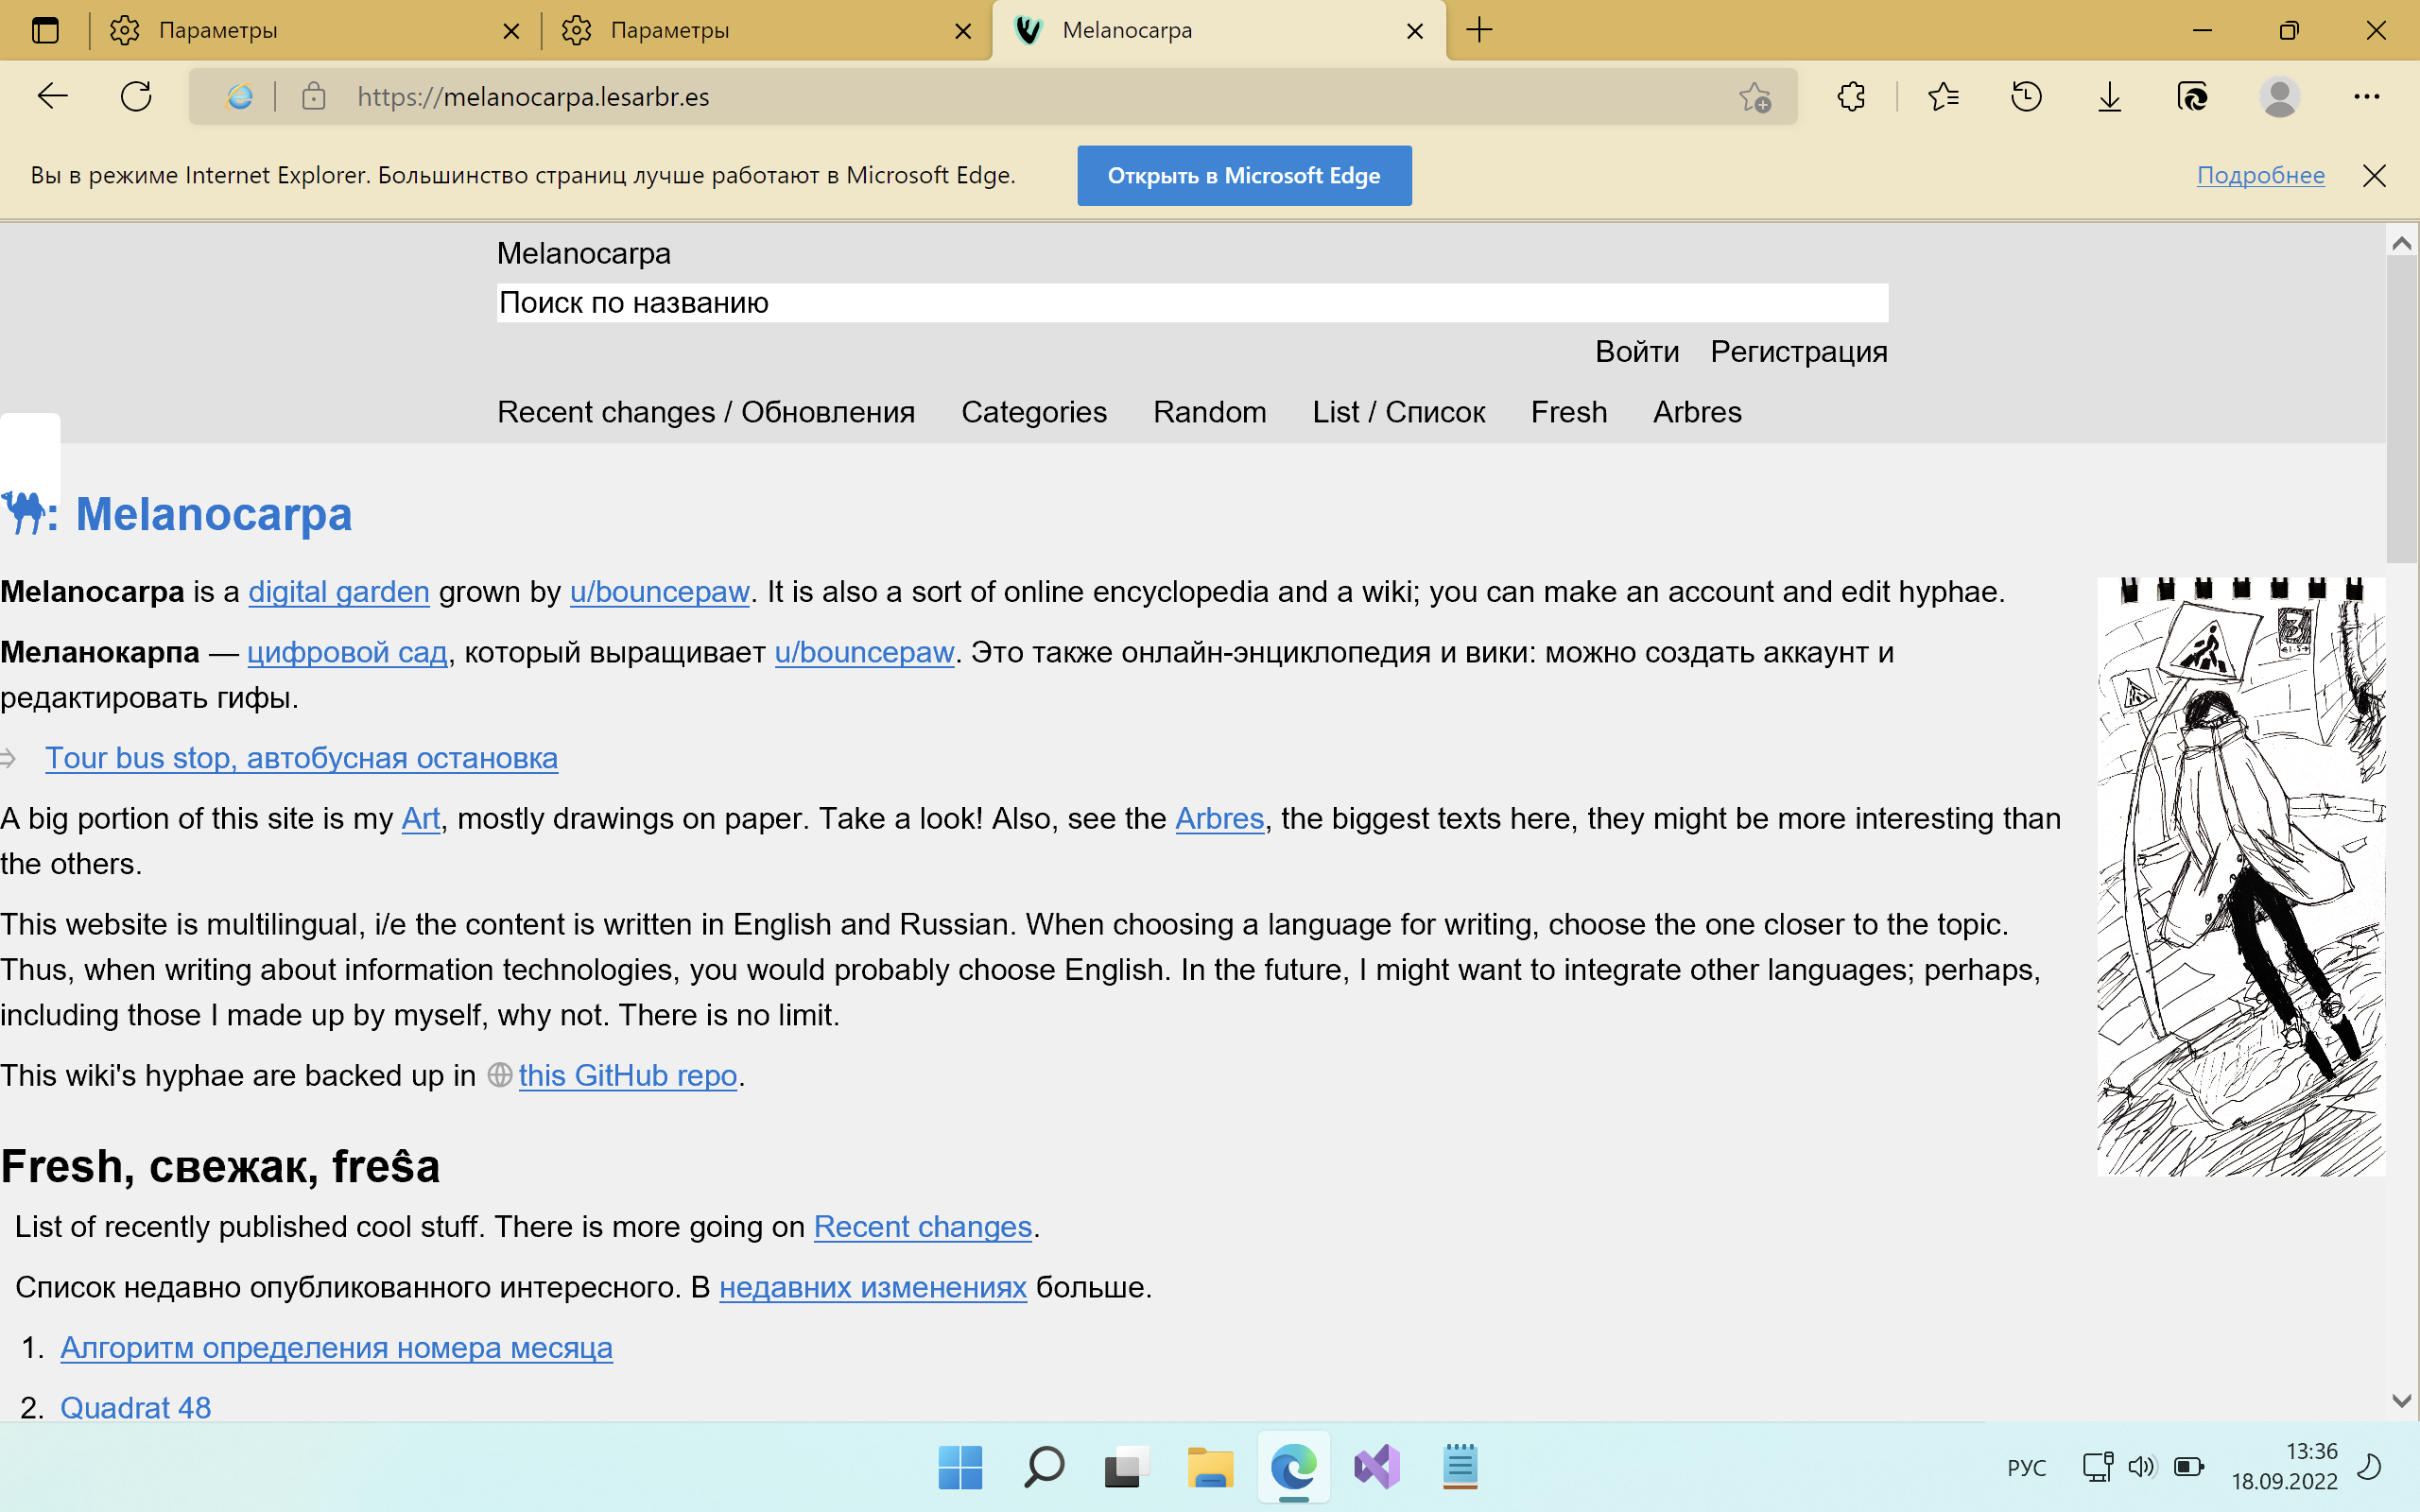 Параметры
Параметры
Melanocarpa
https://melanocarpa.lesarbr.es
Вы в режиме Internet Explorer. Большинство страниц лучше работают в Microsoft Edge.
Открыть в Microsoft Edge
Подробнее
Melanocarpa
Поиск по названию
Войти Регистрация
Recent changes / Обновления Categories Random List / Список Fresh Arbres
🐫: Melanocarpa
Melanocarpa is a digital garden grown by u/bouncepaw. It is also a sort of online encyclopedia and a wiki; you can make an account and edit hyphae.
Меланокарпа — цифровой сад, который выращивает u/bouncepaw. Это также онлайн-энциклопедия и вики: можно создать аккаунт и
редактировать гифы.
⇨ Tour bus stop, автобусная остановка
A big portion of this site is my Art, mostly drawings on paper. Take a look! Also, see the Arbres, the biggest texts here, they might be more interesting than
the others.
This website is multilingual, i/e the content is written in English and Russian. When choosing a language for writing, choose the one closer to the topic.
Thus, when writing about information technologies, you would probably choose English. In the future, I might want to integrate other languages; perhaps,
including those I made up by myself, why not. There is no limit.
This wiki's hyphae are backed up in this GitHub repo.
Fresh, свежак, freŝa
List of recently published cool stuff. There is more going on Recent changes.
Список недавно опубликованного интересного. В недавних изменениях больше.
1. Алгоритм определения номера месяца
2. Quadrat 48
РУС
13:36
18.09.2022